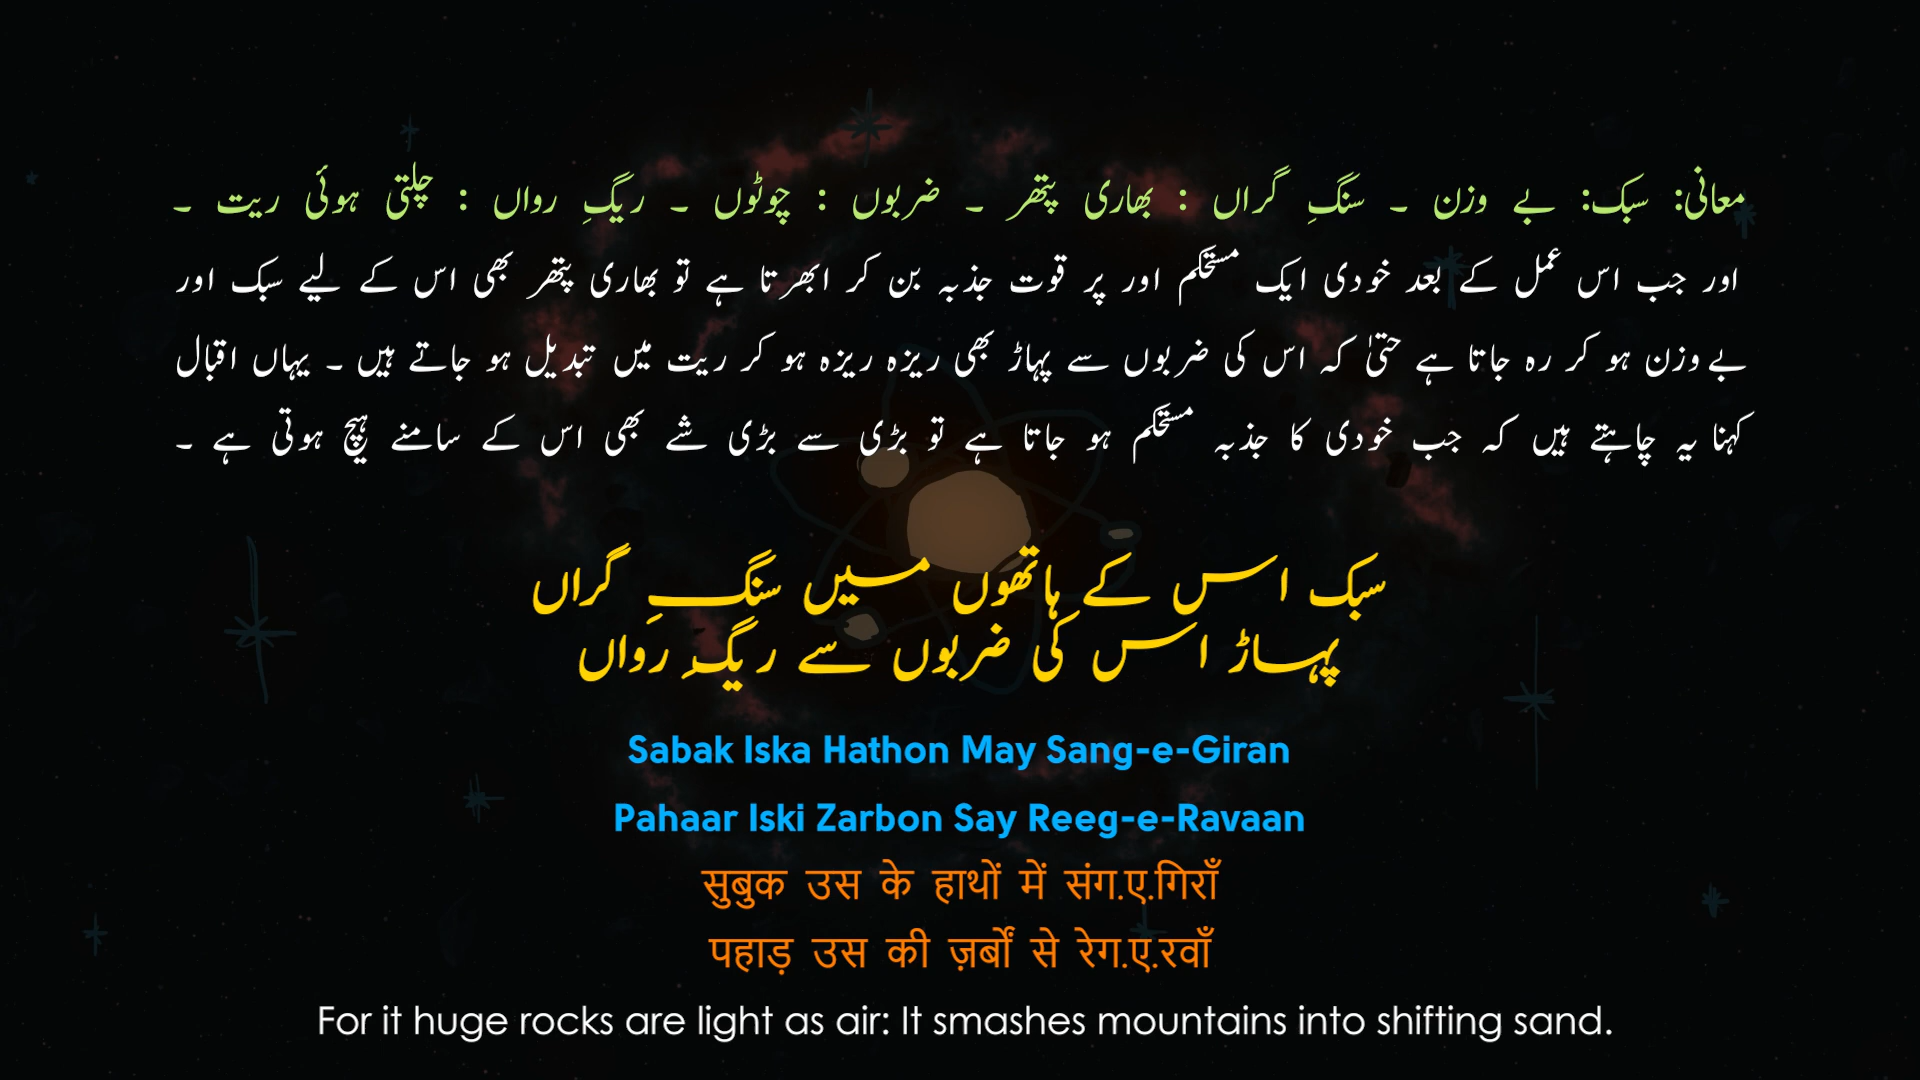 معانی: سبک: بے وزن ۔ سنگِ گراں : بھاری پتھر ۔ ضربوں : چوٹوں ۔ ریگِ رواں : چلتی ہوئی ریت ۔
اور جب اس عمل کے بعد خودی ایک مستحکم اور پر قوت جذبہ بن کر ابھرتا ہے تو بھاری پتھر بھی اس کے لیے سبک اور
بے وزن ہو کر رہ جاتا ہے حتیٰ کہ اس کی ضربوں سے پہاڑ بھی ریزہ ریزہ ہو کر ریت میں تبدیل ہو جاتے ہیں ۔ یہاں اقبال
کہنا یہ چاہتے ہیں کہ جب خودی کا جذبہ مستحکم ہو جاتا ہے تو بڑی سے بڑی شے بھی اس کے سامنے ہیچ ہوتی ہے ۔
سبک اس کے ہاتھوں میں سنگِ گراں
پہاڑ اس کی ضربوں سے ریگِ رواں
Sabak Iska Hathon May Sang-e-Giran
Pahaar Iski Zarbon Say Reeg-e-Ravaan
सुबुक उस के हाथों में संग.ए.गिराँ
पहाड़ उस की ज़र्बों से रेग.ए.रवाँ
For it huge rocks are light as air: It smashes mountains into shifting sand.